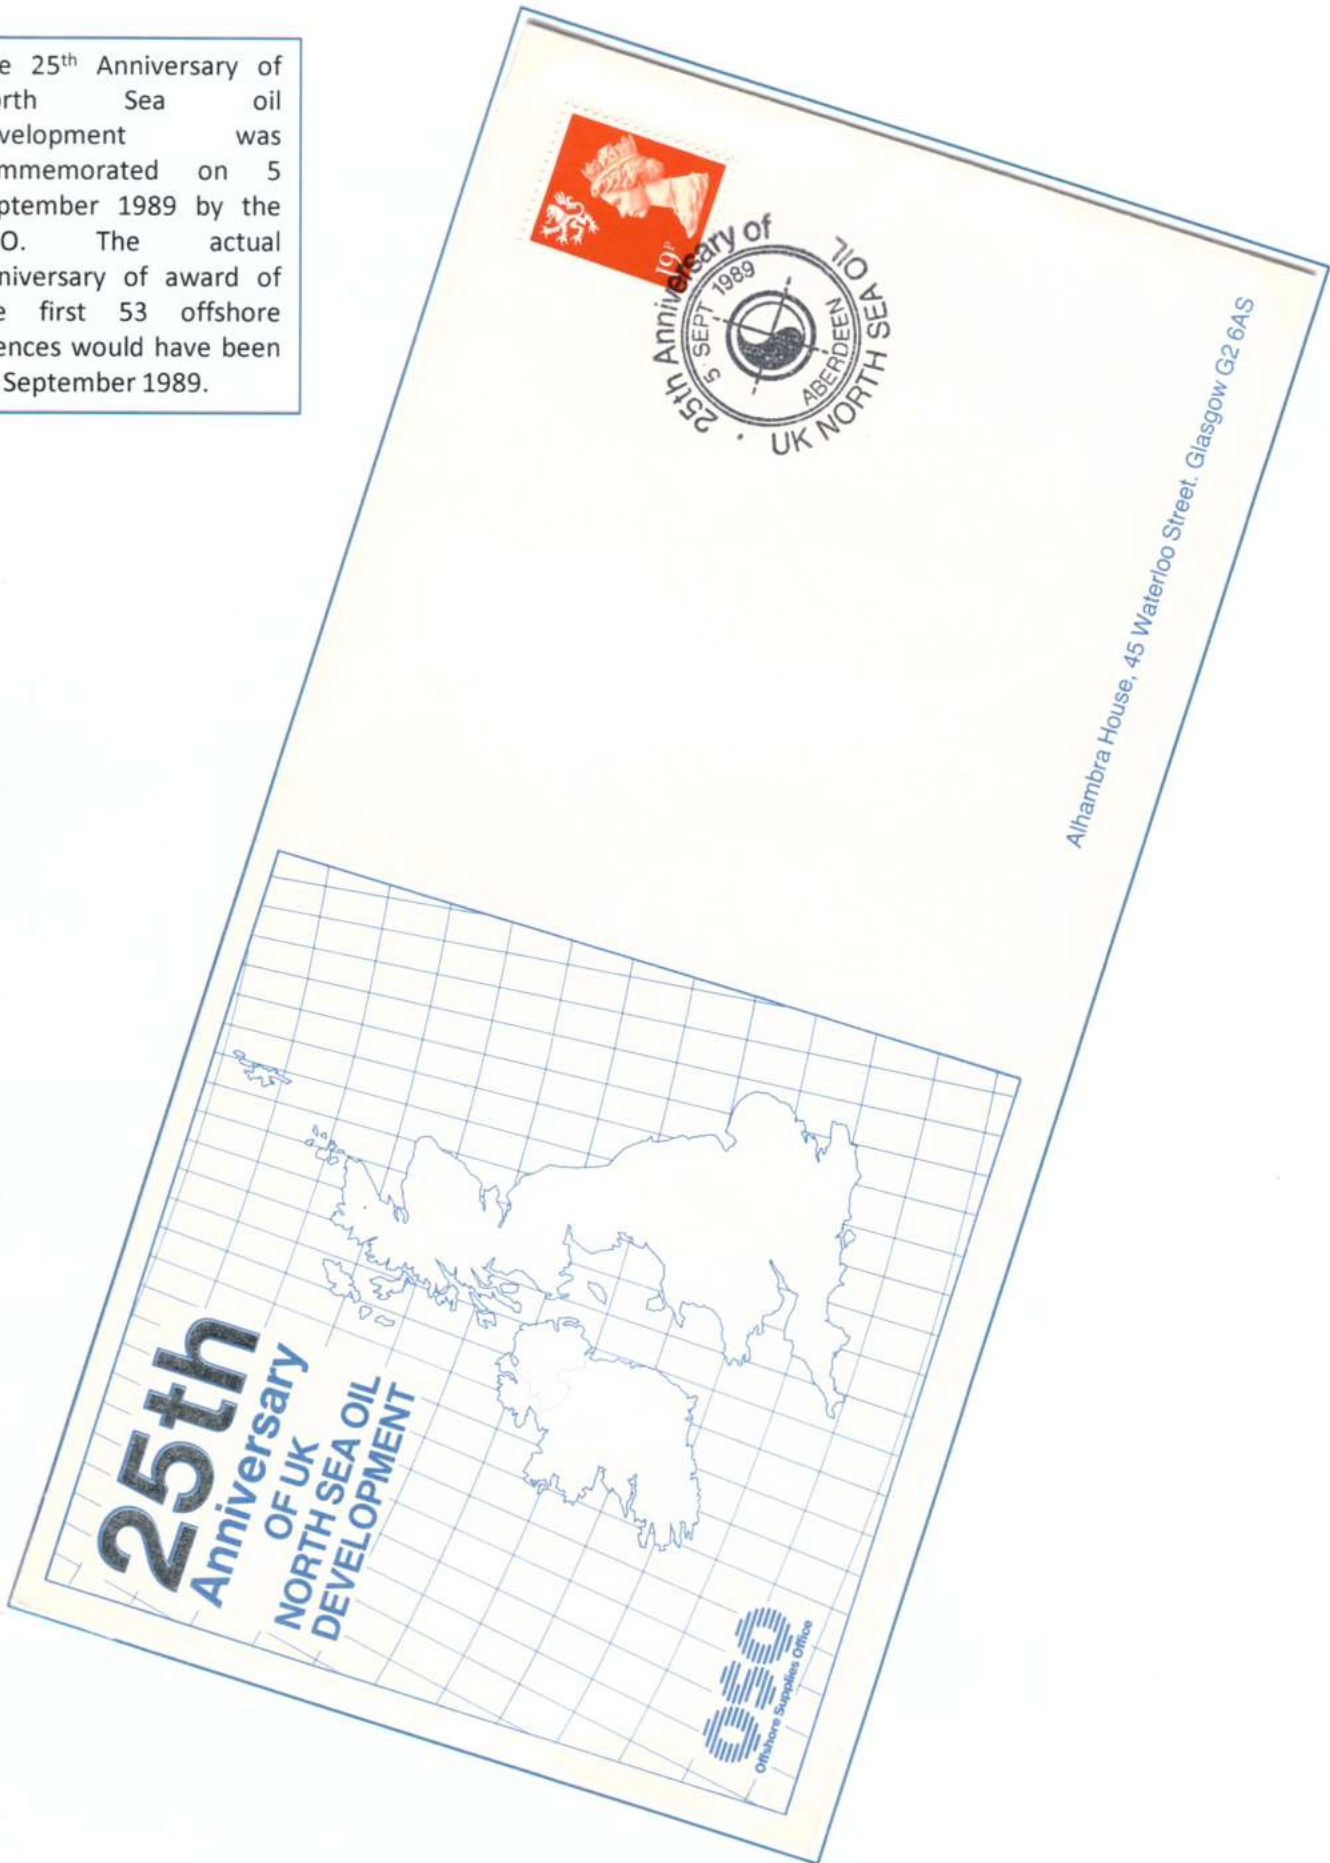 e 25th Anniversary of
rth Sea oil
velopment was
mmemorated on 5
ptember 1989 by the
O. The actual
niversary of award of
e first 53 offshore
ences would have been
September 1989.
19P
25th Anniversary of
UK NORTH SEA OIL
5 SEPT 1989
ABERDEEN
Alhambra House, 45 Waterloo Street. Glasgow G2 6AS
25th
Anniversary
OF UK
NORTH SEA OIL
DEVELOPMENT
OSO
Offshore Supplies Office